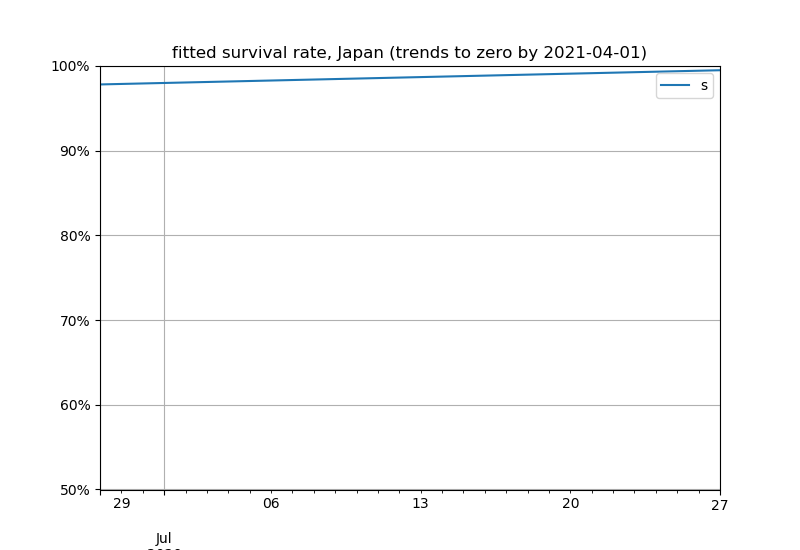 fitted survival rate, Japan (trends to zero by 2021-04-01)
100%
s
90%
80%
70%
60%
50%
29 06 13 20 27
Jul